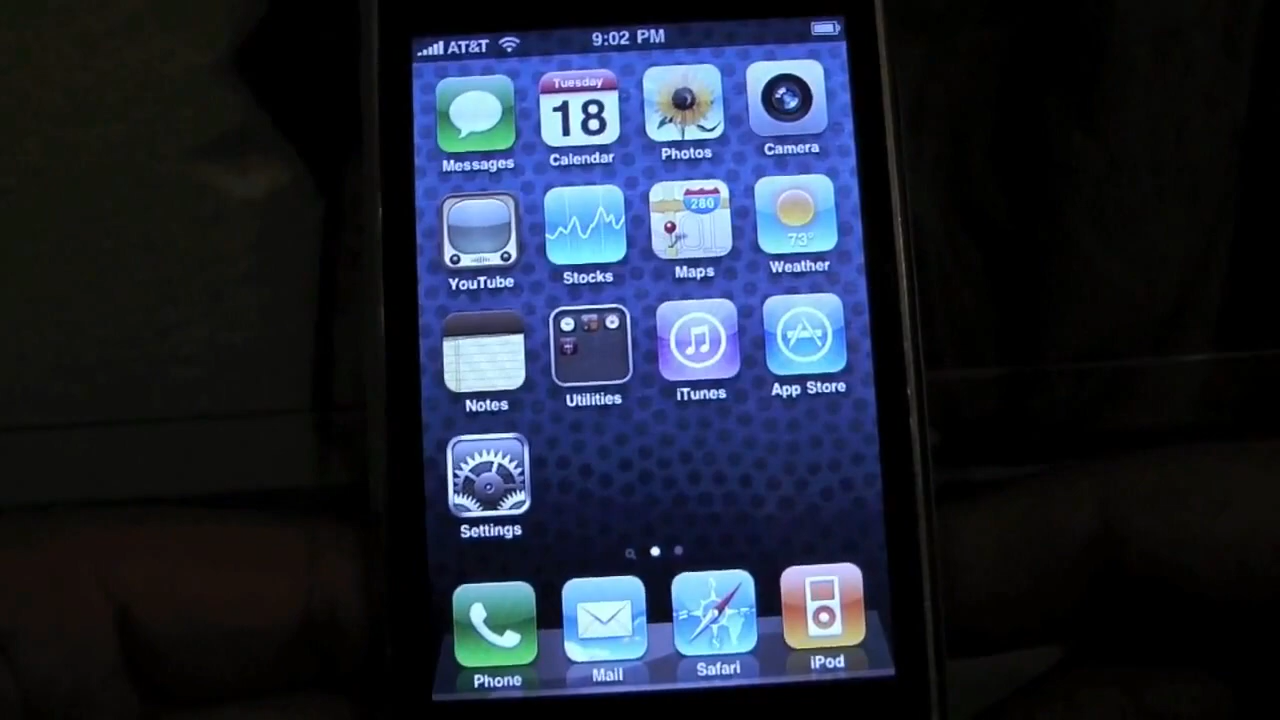 AT&T 9:02 PM
Tuesday
18
Messages Calendar Photos Camera
280
73°
YouTube Stocks Maps Weather
Notes Utilities iTunes App Store
Settings
Phone Mail Safari iPod